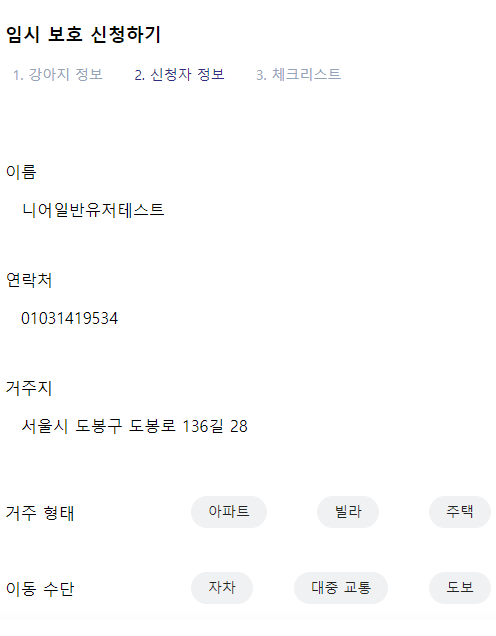 임시 보호 신청하기
1. 강아지 정보 2. 신청자 정보 3. 체크리스트
이름
니어일반유저테스트
연락처
01031419534
거주지
서울시 도봉구 도봉로 136길 28
거주 형태 아파트 빌라 주택
이동 수단 자차 대중 교통 도보